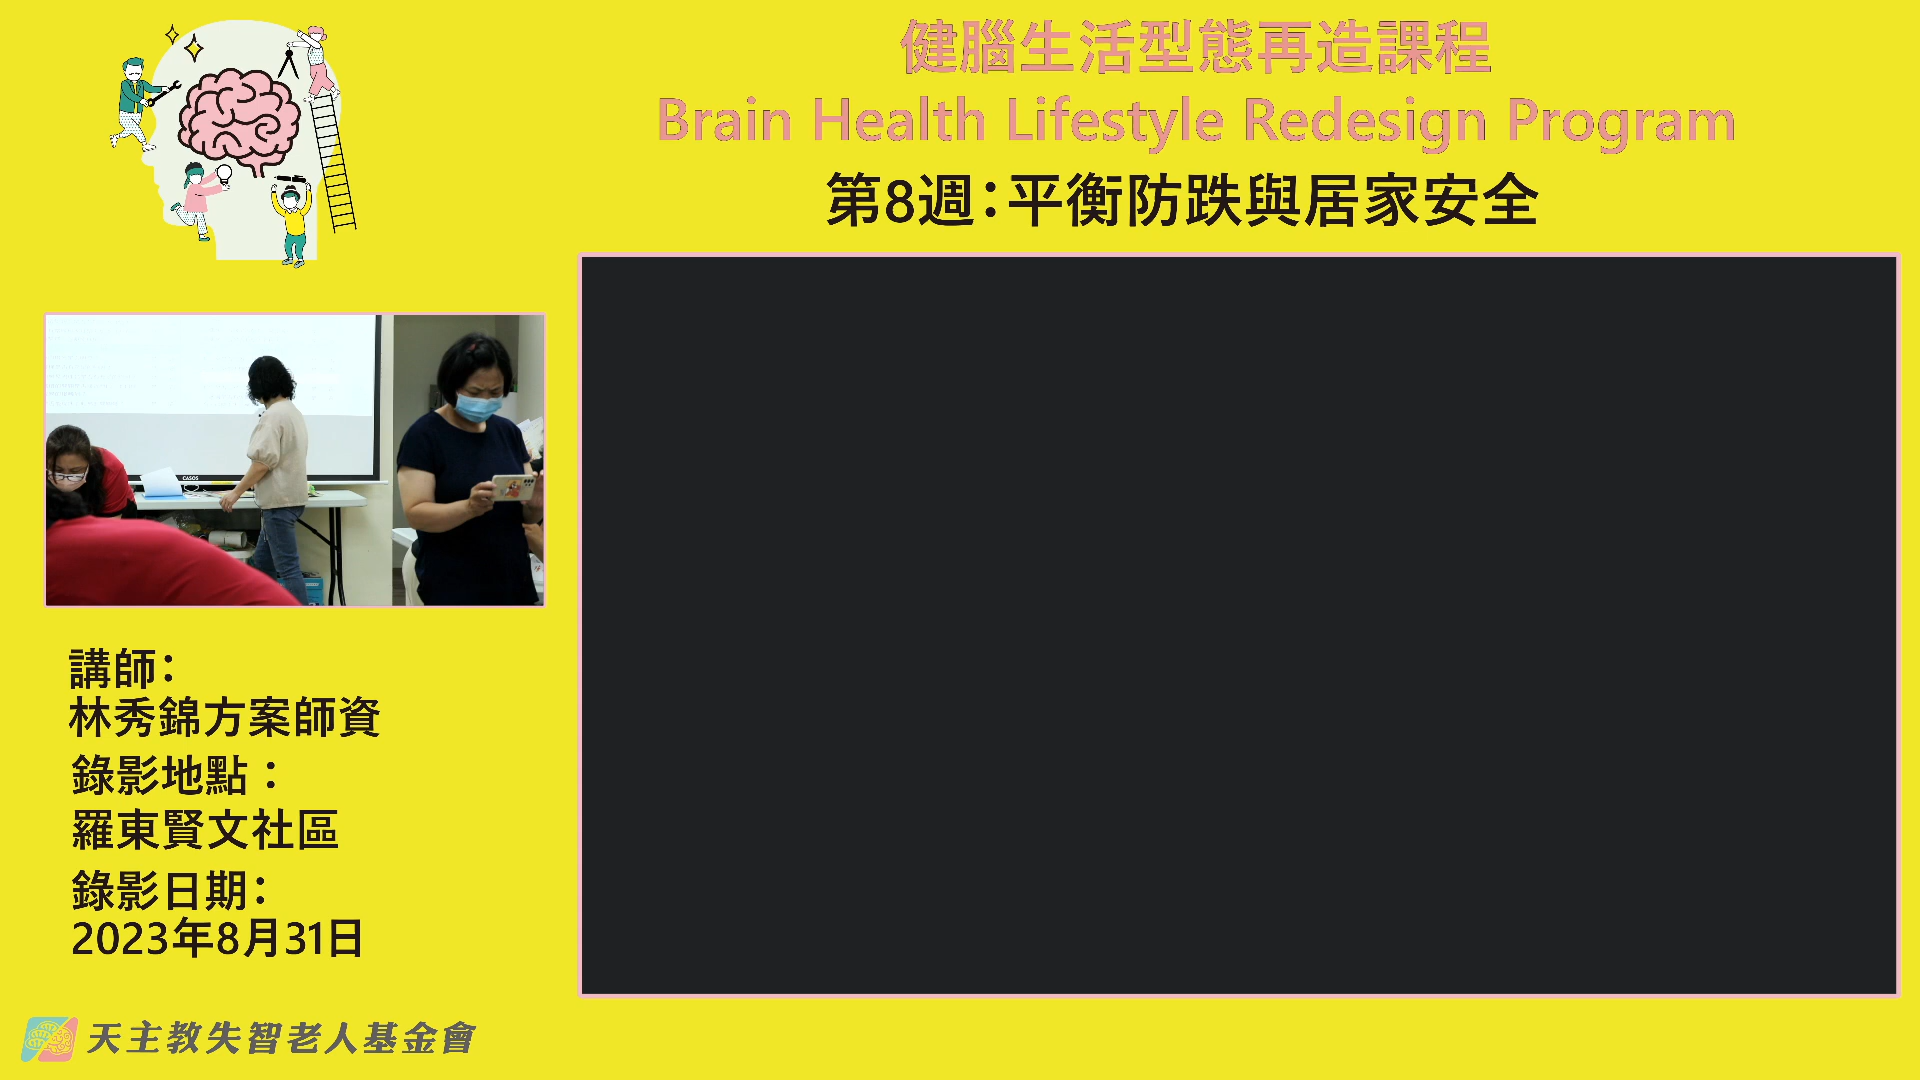 健腦生活型態再造課程
Brain Health Lifestyle Redesign Program
第8週：平衡防跌與居家安全
CASOS
講師：
林秀錦方案師資
錄影地點：
羅東賢文社區
錄影日期：
2023年8月31日
天主教失智老人基金會